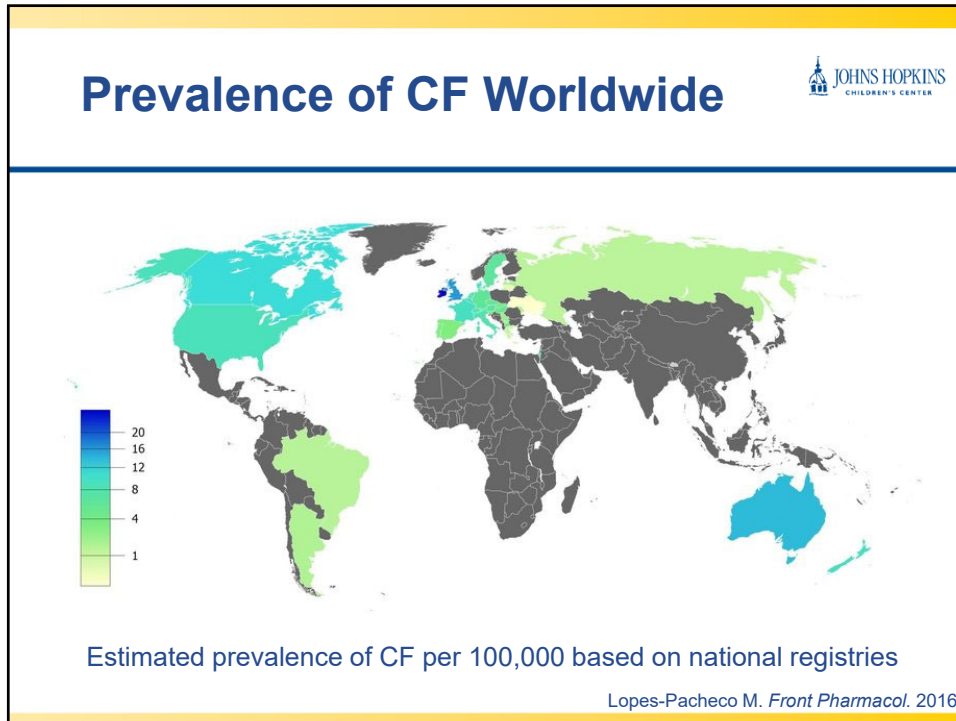 Prevalence of CF Worldwide
JOHNS HOPKINS
CHILDREN'S CENTER
20
16
12
8
4
1
Estimated prevalence of CF per 100,000 based on national registries
Lopes-Pacheco M. Front Pharmacol. 2016